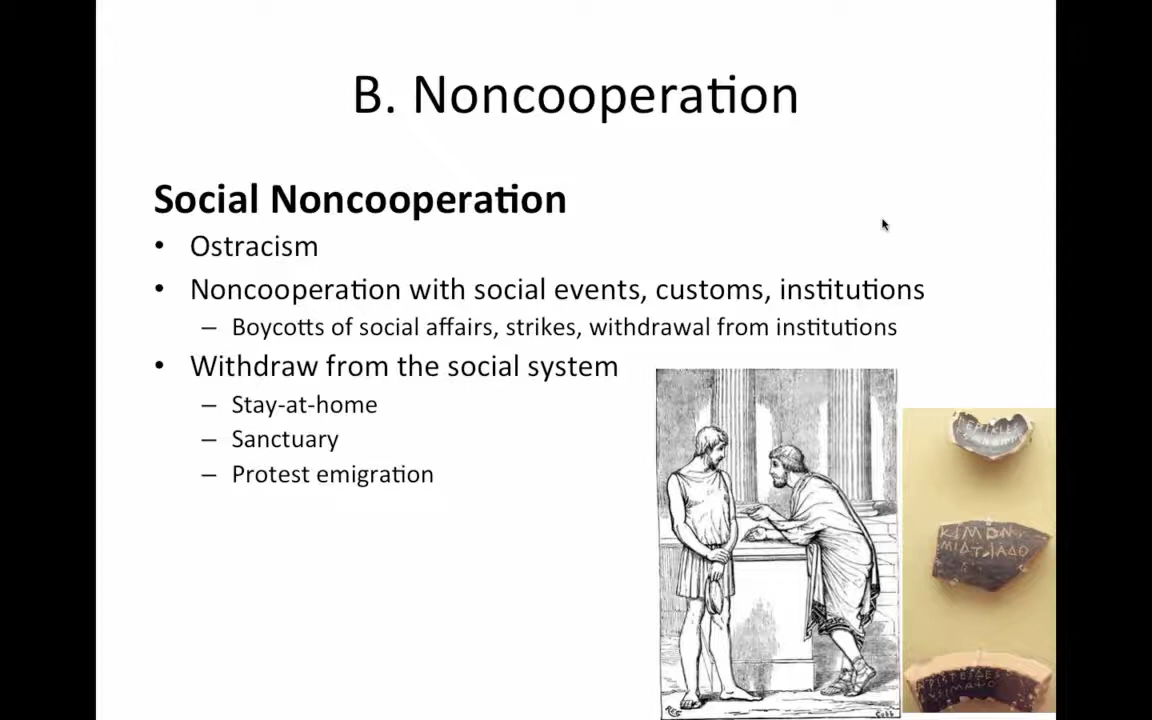 B. Noncooperation
Social Noncooperation
• Ostracism
• Noncooperation with social events, customs, institutions
– Boycotts of social affairs, strikes, withdrawal from institutions
• Withdraw from the social system
– Stay-at-home
– Sanctuary
– Protest emigration
ΚΙΜΟΝ